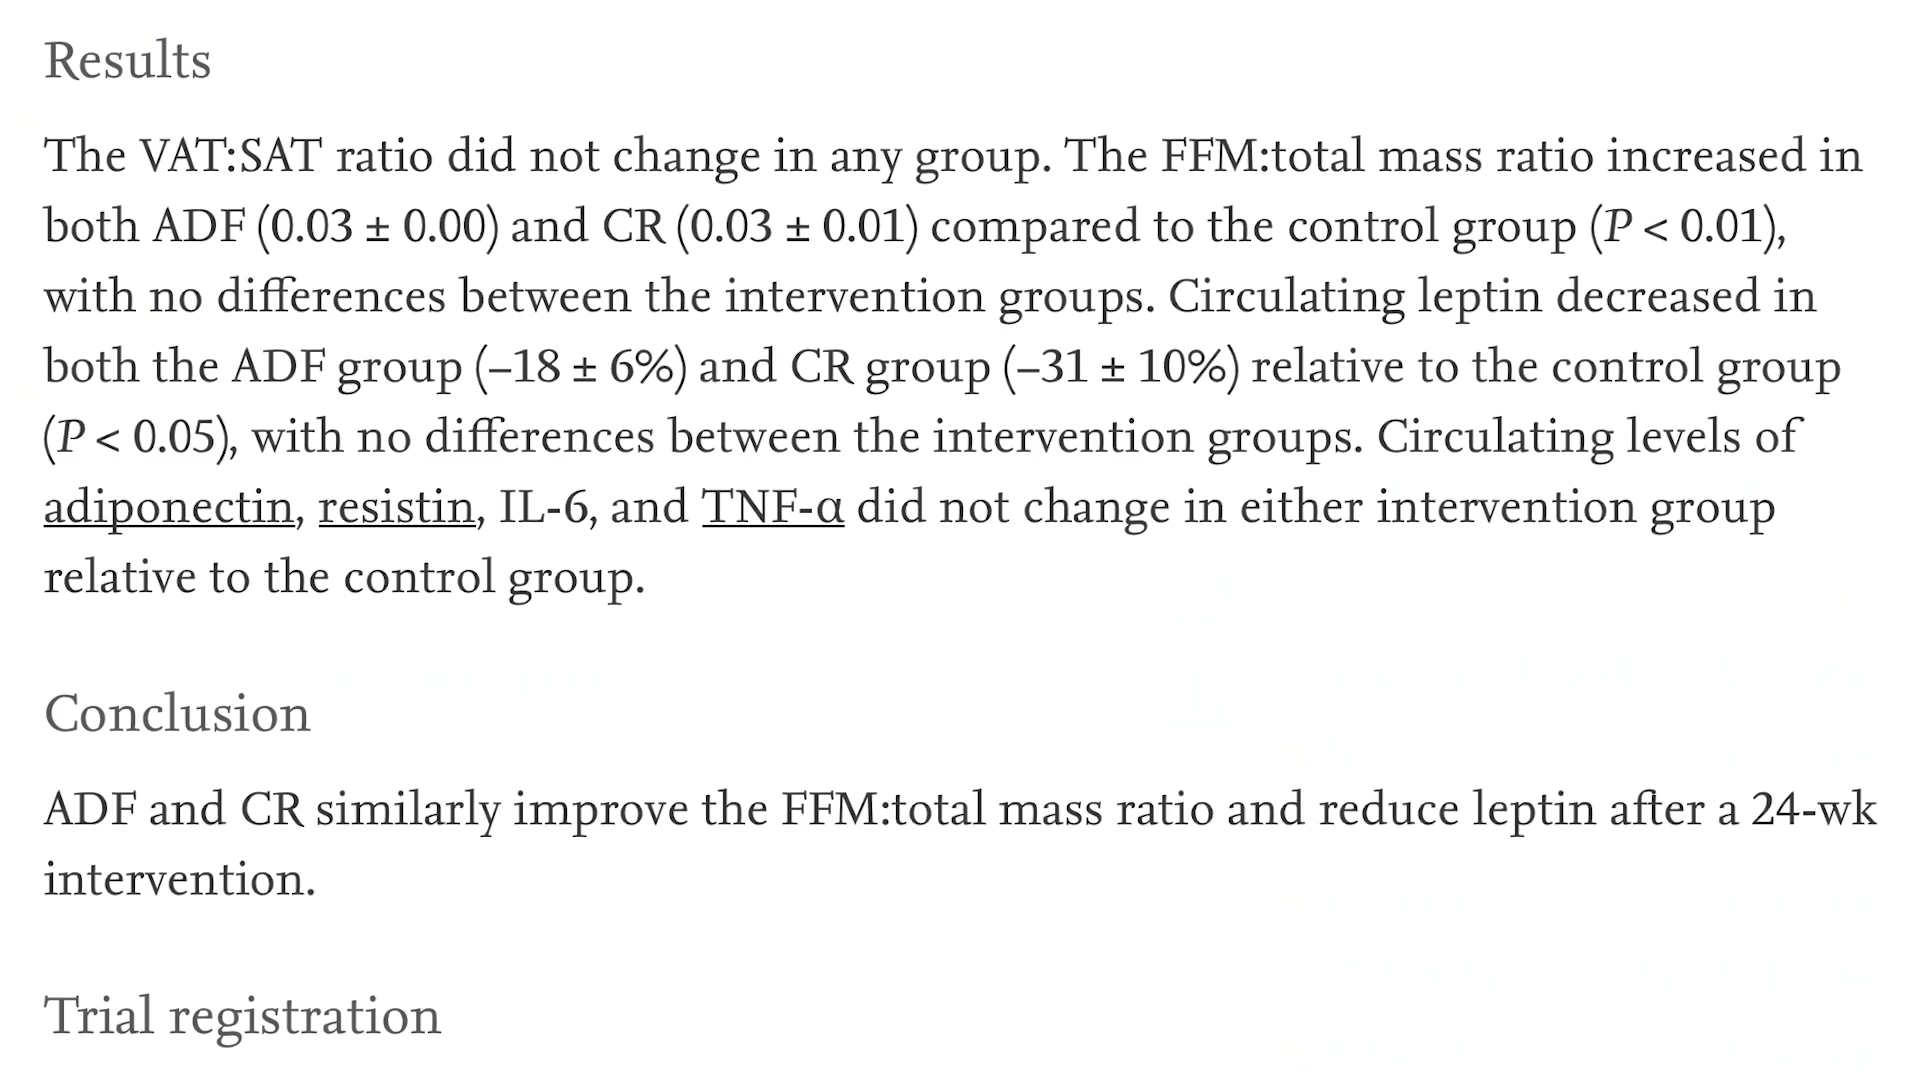 Results
The VAT:SAT ratio did not change in any group. The FFM:total mass ratio increased in
both ADF (0.03 ± 0.00) and CR (0.03 ± 0.01) compared to the control group (P < 0.01),
with no differences between the intervention groups. Circulating leptin decreased in
both the ADF group (–18 ± 6%) and CR group (–31 ± 10%) relative to the control group
(P < 0.05), with no differences between the intervention groups. Circulating levels of
adiponectin, resistin, IL-6, and TNF-α did not change in either intervention group
relative to the control group.
Conclusion
ADF and CR similarly improve the FFM:total mass ratio and reduce leptin after a 24-wk
intervention.
Trial registration